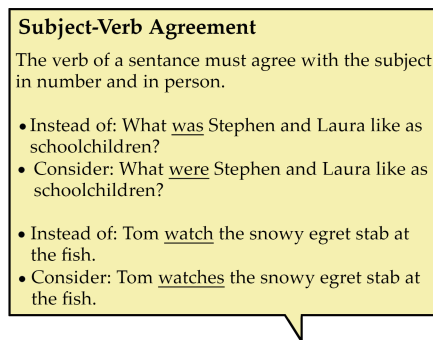 Subject-Verb Agreement
The verb of a sentance must agree with the subject
in number and in person.
• Instead of: What was Stephen and Laura like as
schoolchildren?
• Consider: What were Stephen and Laura like as
schoolchildren?
• Instead of: Tom watch the snowy egret stab at
the fish.
• Consider: Tom watches the snowy egret stab at
the fish.